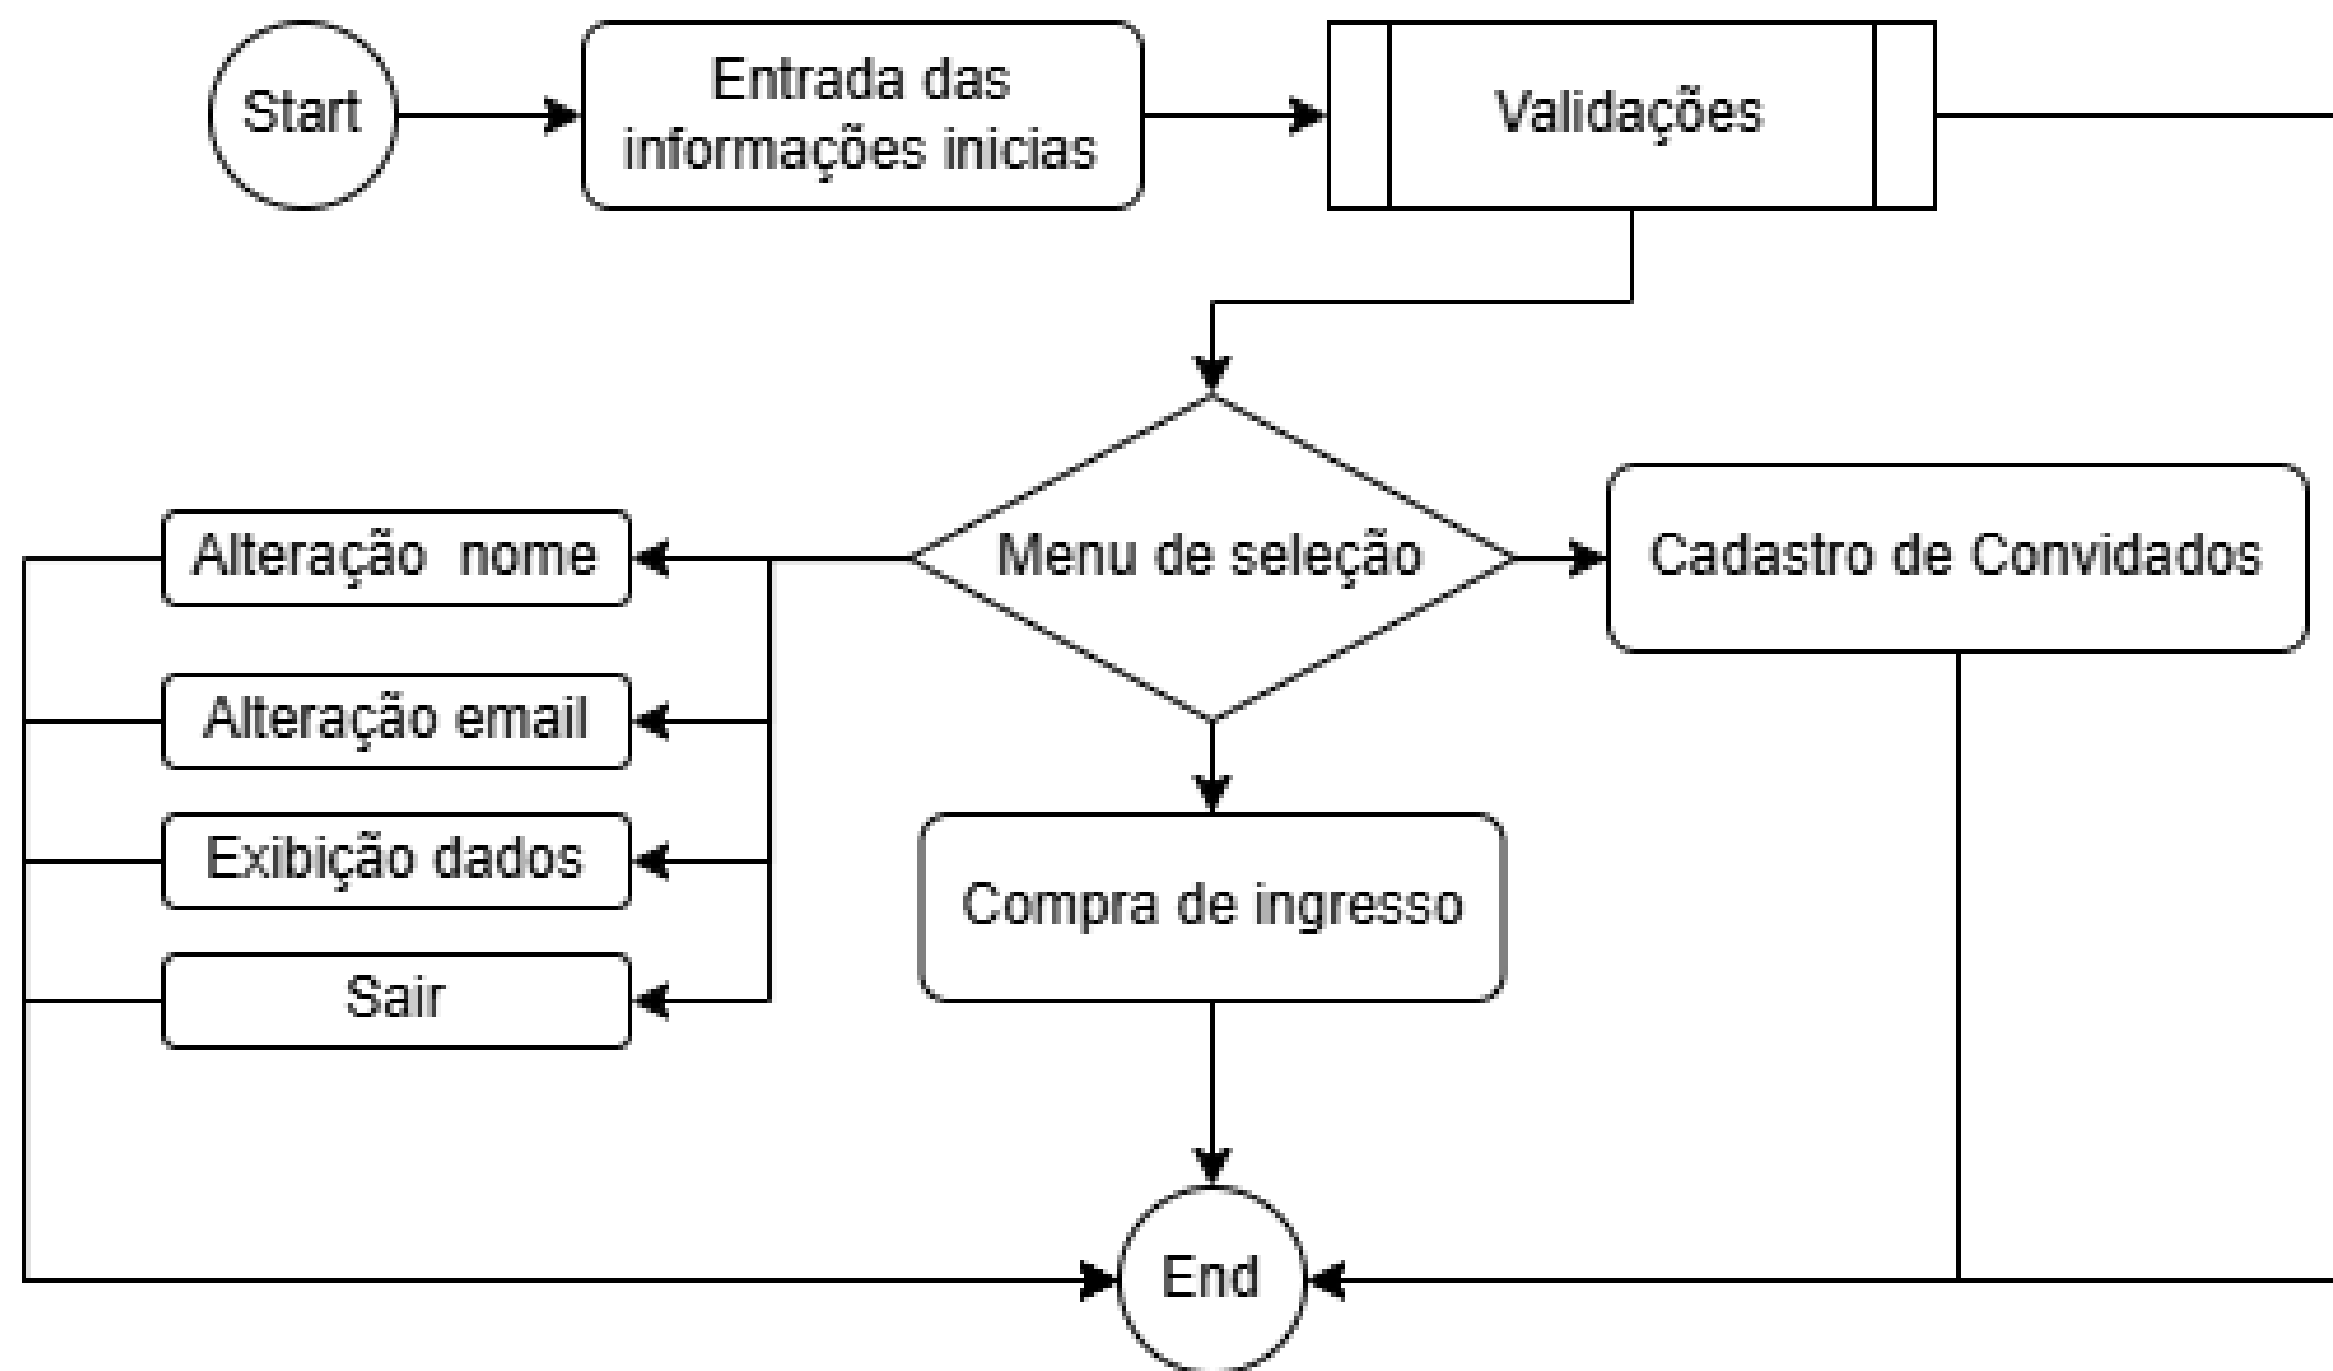 Start
Entrada das
informações inicias
Validações
Menu de seleção
Cadastro de Convidados
Alteração  nome
Alteração email
Exibição dados
Sair
Compra de ingresso
End